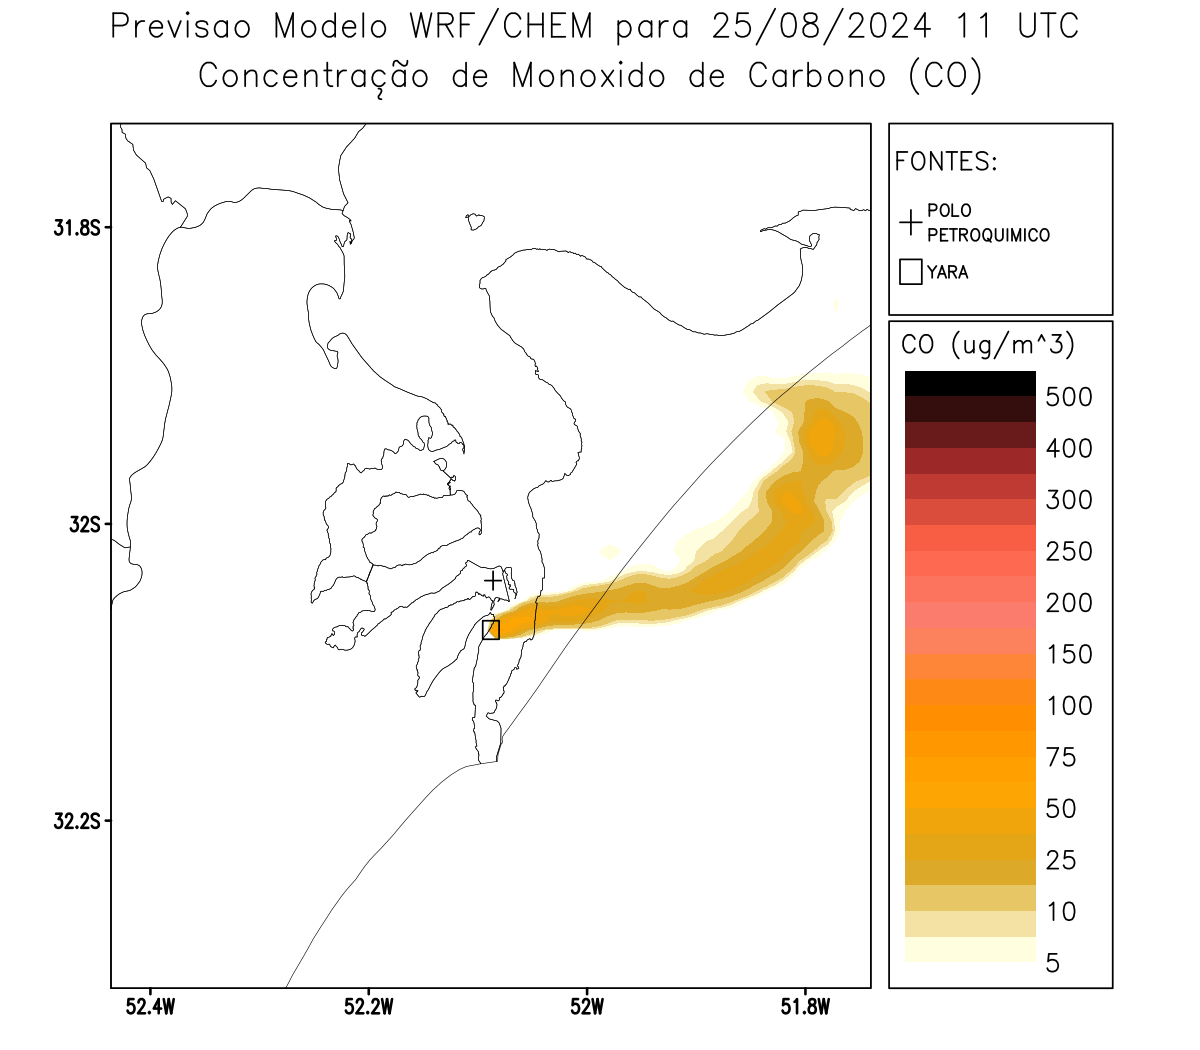 Previsao Modelo WRF/CHEM para 25/08/2024 11 UTC
Concentração de Monoxido de Carbono (CO)
FONTES:
POLO
PETROQUIMICO
YARA
CO (ug/m^3)
500
400
300
250
200
150
100
75
50
25
10
5
31.8S
32S
32.2S
52.4W
52.2W
52W
51.8W